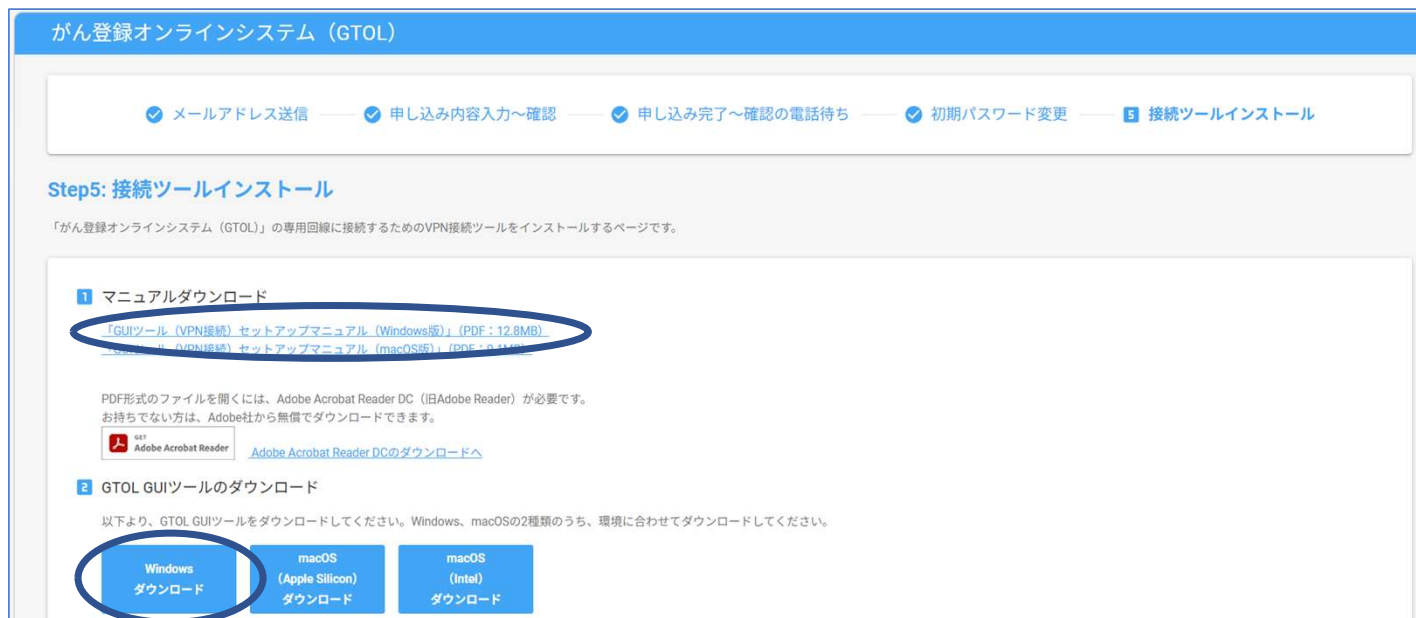 がん登録オンラインシステム（GTOL）
メールアドレス送信
申し込み内容入力～確認
申し込み完了～確認の電話待ち
初期パスワード変更
5 接続ツールインストール
Step5: 接続ツールインストール
「がん登録オンラインシステム（GTOL）」の専用回線に接続するためのVPN接続ツールをインストールするページです。
1 マニュアルダウンロード
「GUIツール（VPN接続）セットアップマニュアル（Windows版）」（PDF：12.8MB）
「GUIツール（VPN接続）セットアップマニュアル（macOS版）」（PDF：9.1MB）
PDF形式のファイルを開くには、Adobe Acrobat Reader DC（旧Adobe Reader）が必要です。
お持ちでない方は、Adobe社から無償でダウンロードできます。
GET
Adobe Acrobat Reader
Adobe Acrobat Reader DCのダウンロードへ
2 GTOL GUIツールのダウンロード
以下より、GTOL GUIツールをダウンロードしてください。Windows、macOSの2種類のうち、環境に合わせてダウンロードしてください。
Windows
ダウンロード
macOS
（Apple Silicon）
ダウンロード
macOS
（Intel）
ダウンロード